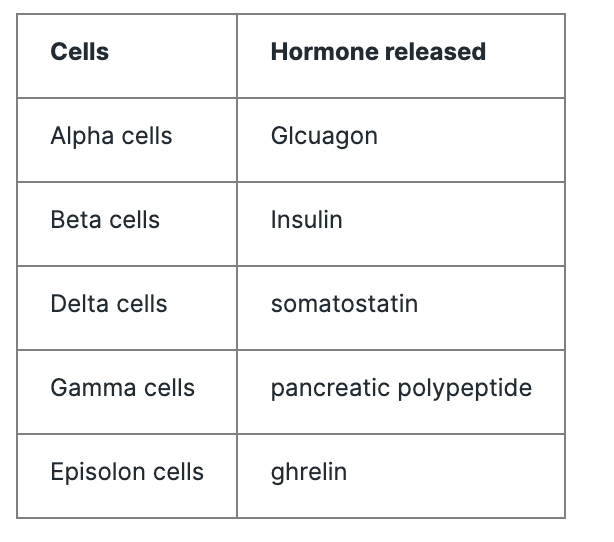 Cells Hormone released
Alpha cells Glcuagon
Beta cells Insulin
Delta cells somatostatin
Gamma cells pancreatic polypeptide
Episolon cells ghrelin